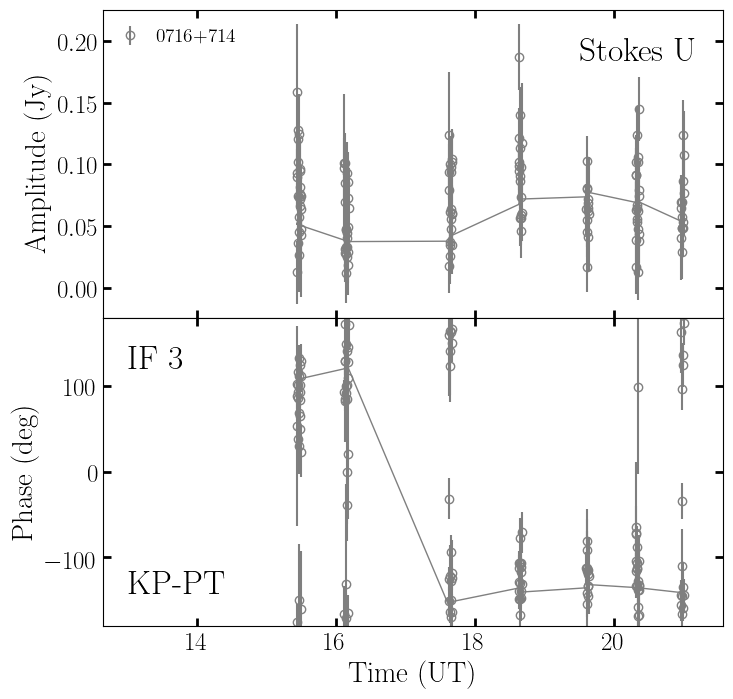 0716+714
Stokes U
0.20
0.15
0.10
0.05
0.00
Amplitude (Jy)
IF 3
100
0
−100
Phase (deg)
KP-PT
14 16 18 20
Time (UT)